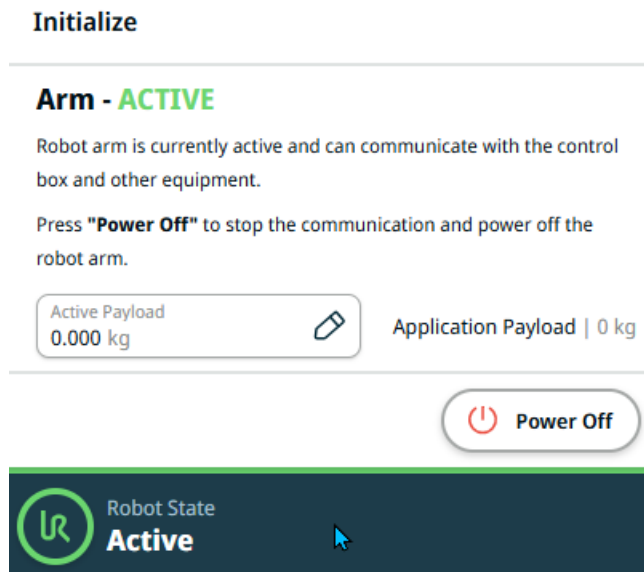 Initialize
Arm - ACTIVE
Robot arm is currently active and can communicate with the control
box and other equipment.
Press "Power Off" to stop the communication and power off the
robot arm.
Active Payload
0.000 kg
Application Payload | 0 kg
Power Off
UR
Robot State
Active